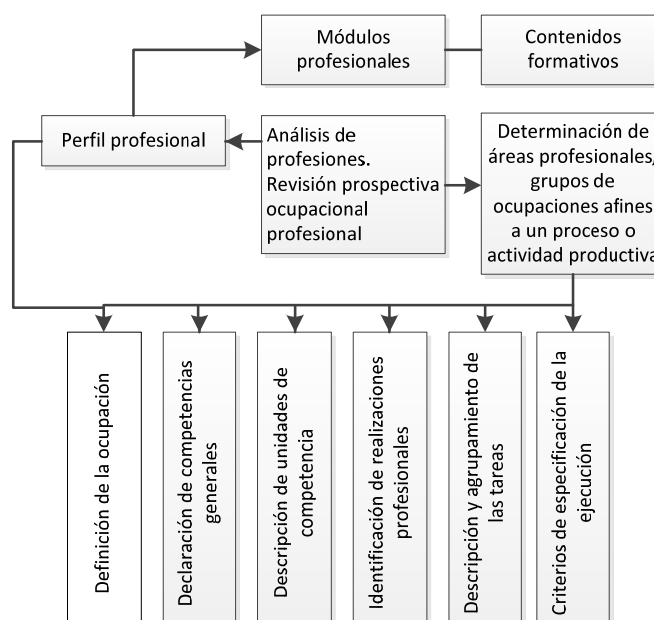 Módulos
profesionales
Contenidos
formativos
Perfil profesional
Análisis de
profesiones.
Revisión prospectiva
ocupacional
profesional
Determinación de
áreas profesionales,
grupos de
ocupaciones afines
a un proceso o
actividad productiva
Definición de la ocupación
Declaración de competencias
generales
Descripción de unidades de
competencia
Identificación de realizaciones
profesionales
Descripción y agrupamiento de
las tareas
Criterios de especificación de la
ejecución